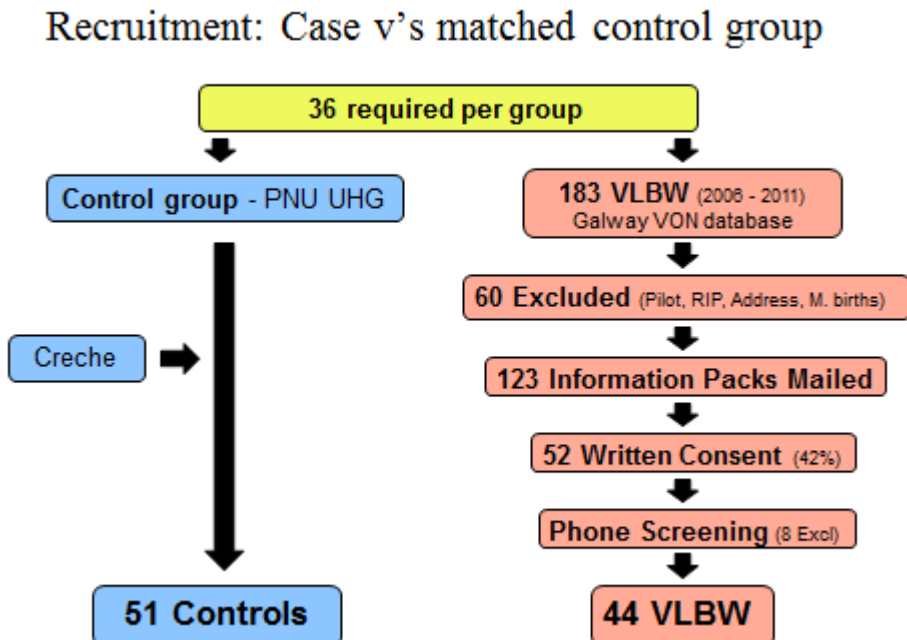 Recruitment: Case v's matched control group
36 required per group
Control group - PNU UHG
183 VLBW (2006 - 2011)
Galway VON database
60 Excluded (Pilot, RIP, Address, M. births)
Creche
123 Information Packs Mailed
52 Written Consent (42%)
Phone Screening (8 Excl)
51 Controls
44 VLBW